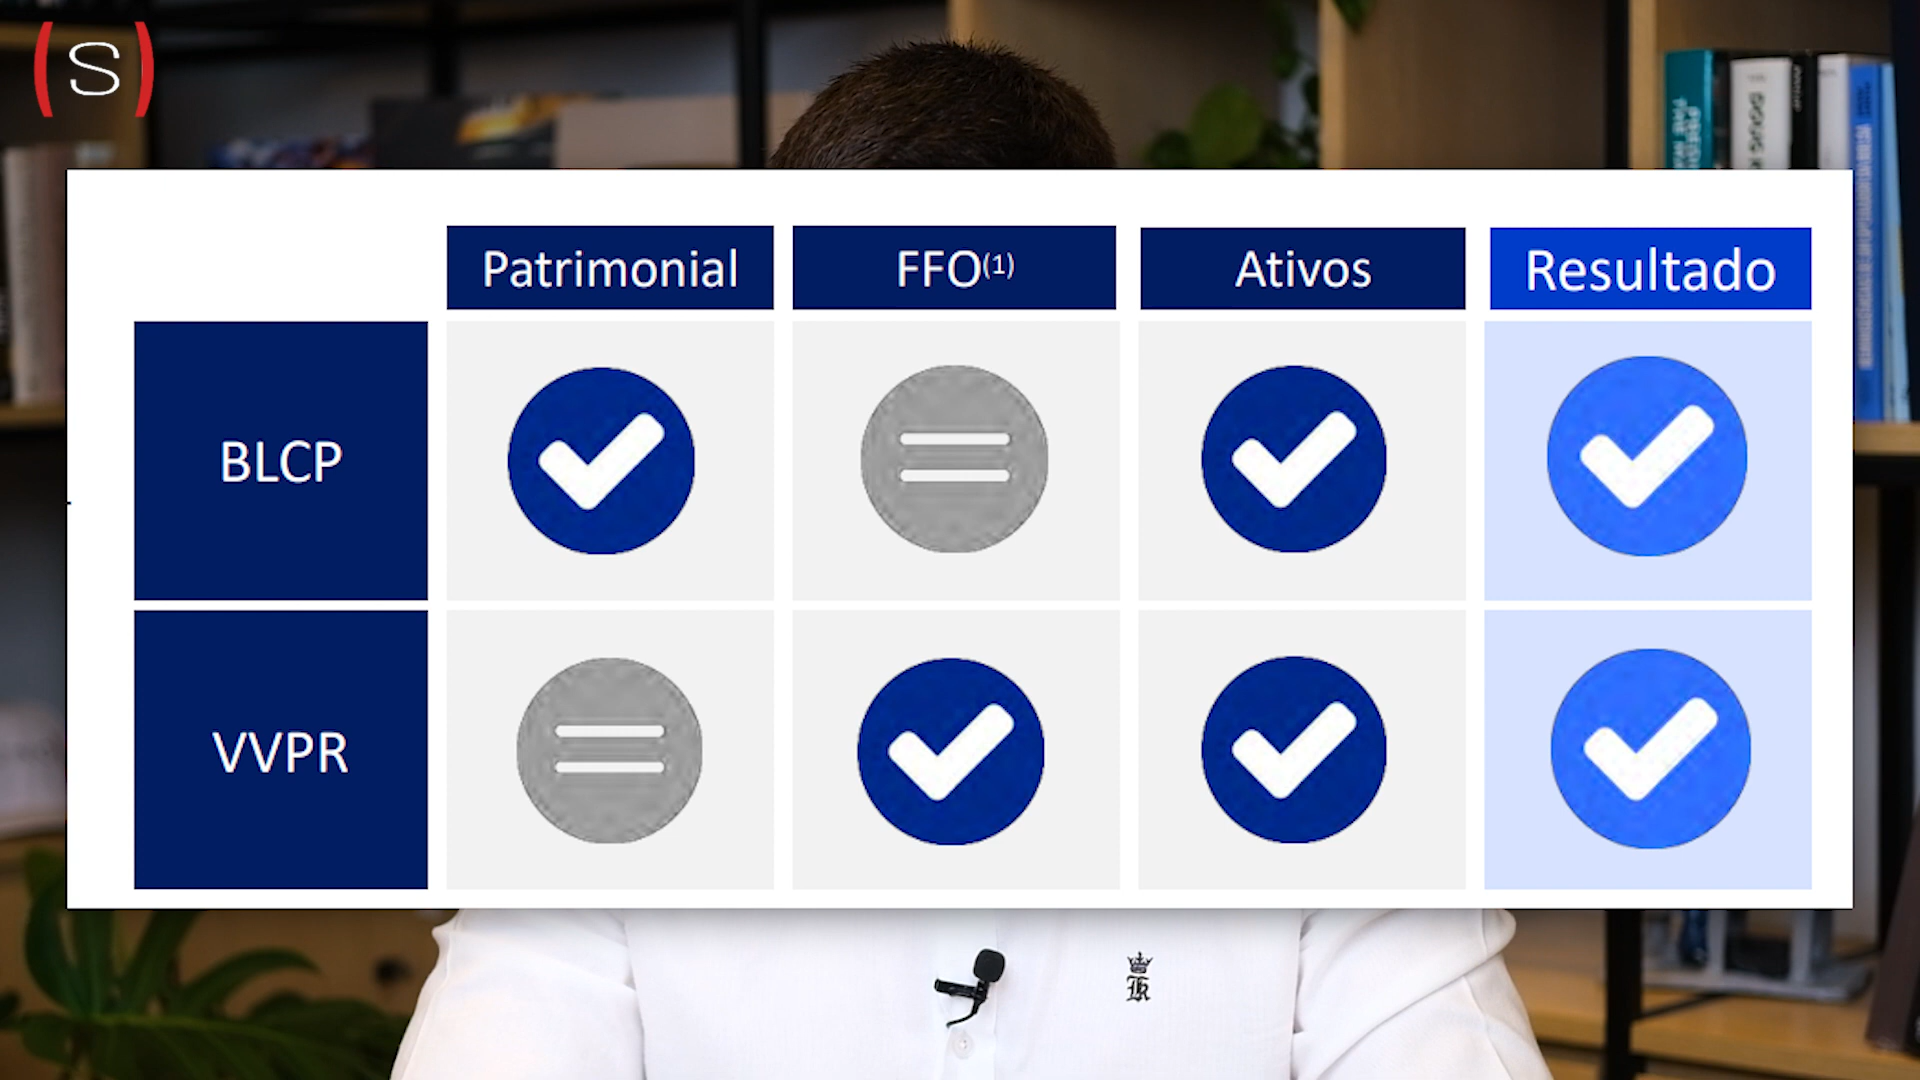 (S)
Patrimonial FFO(1) Ativos Resultado
BLCP
VVPR